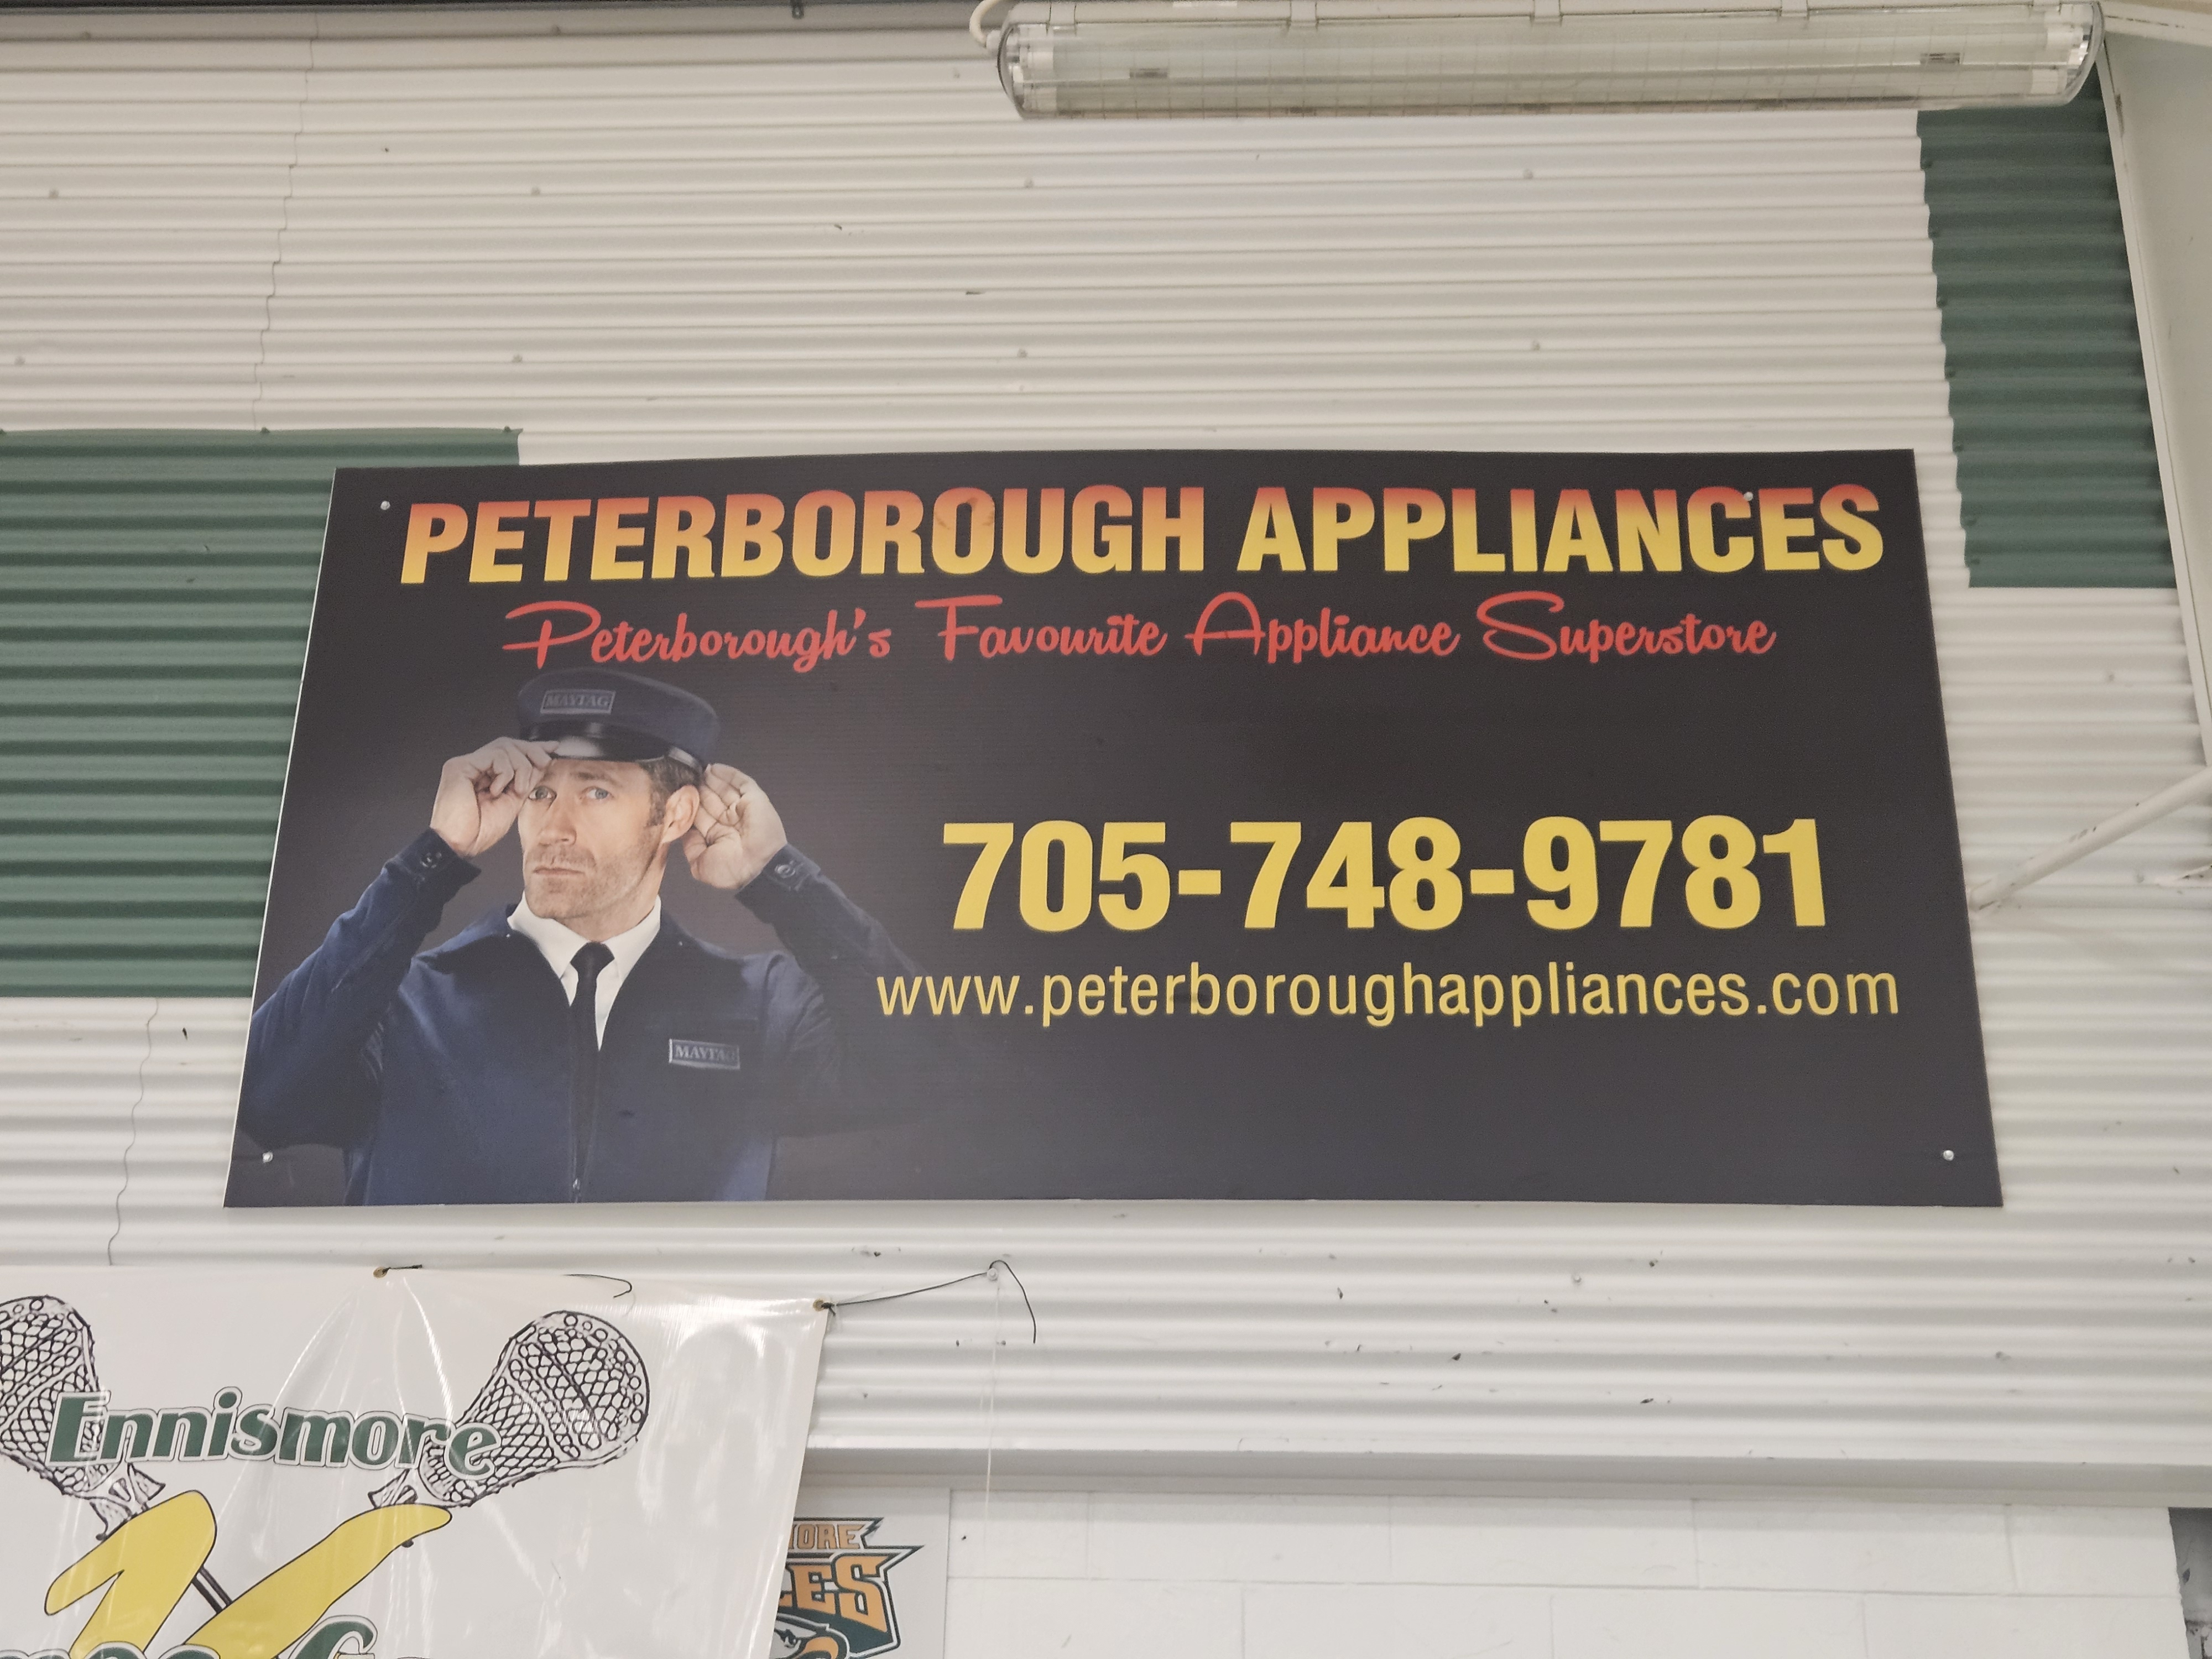 PETERBOROUGH APPLIANCES
Peterborough's Favourite Appliance Superstore
MAYTAG
705-748-9781
www.peterboroughappliances.com
MAYTAG
Ennismore